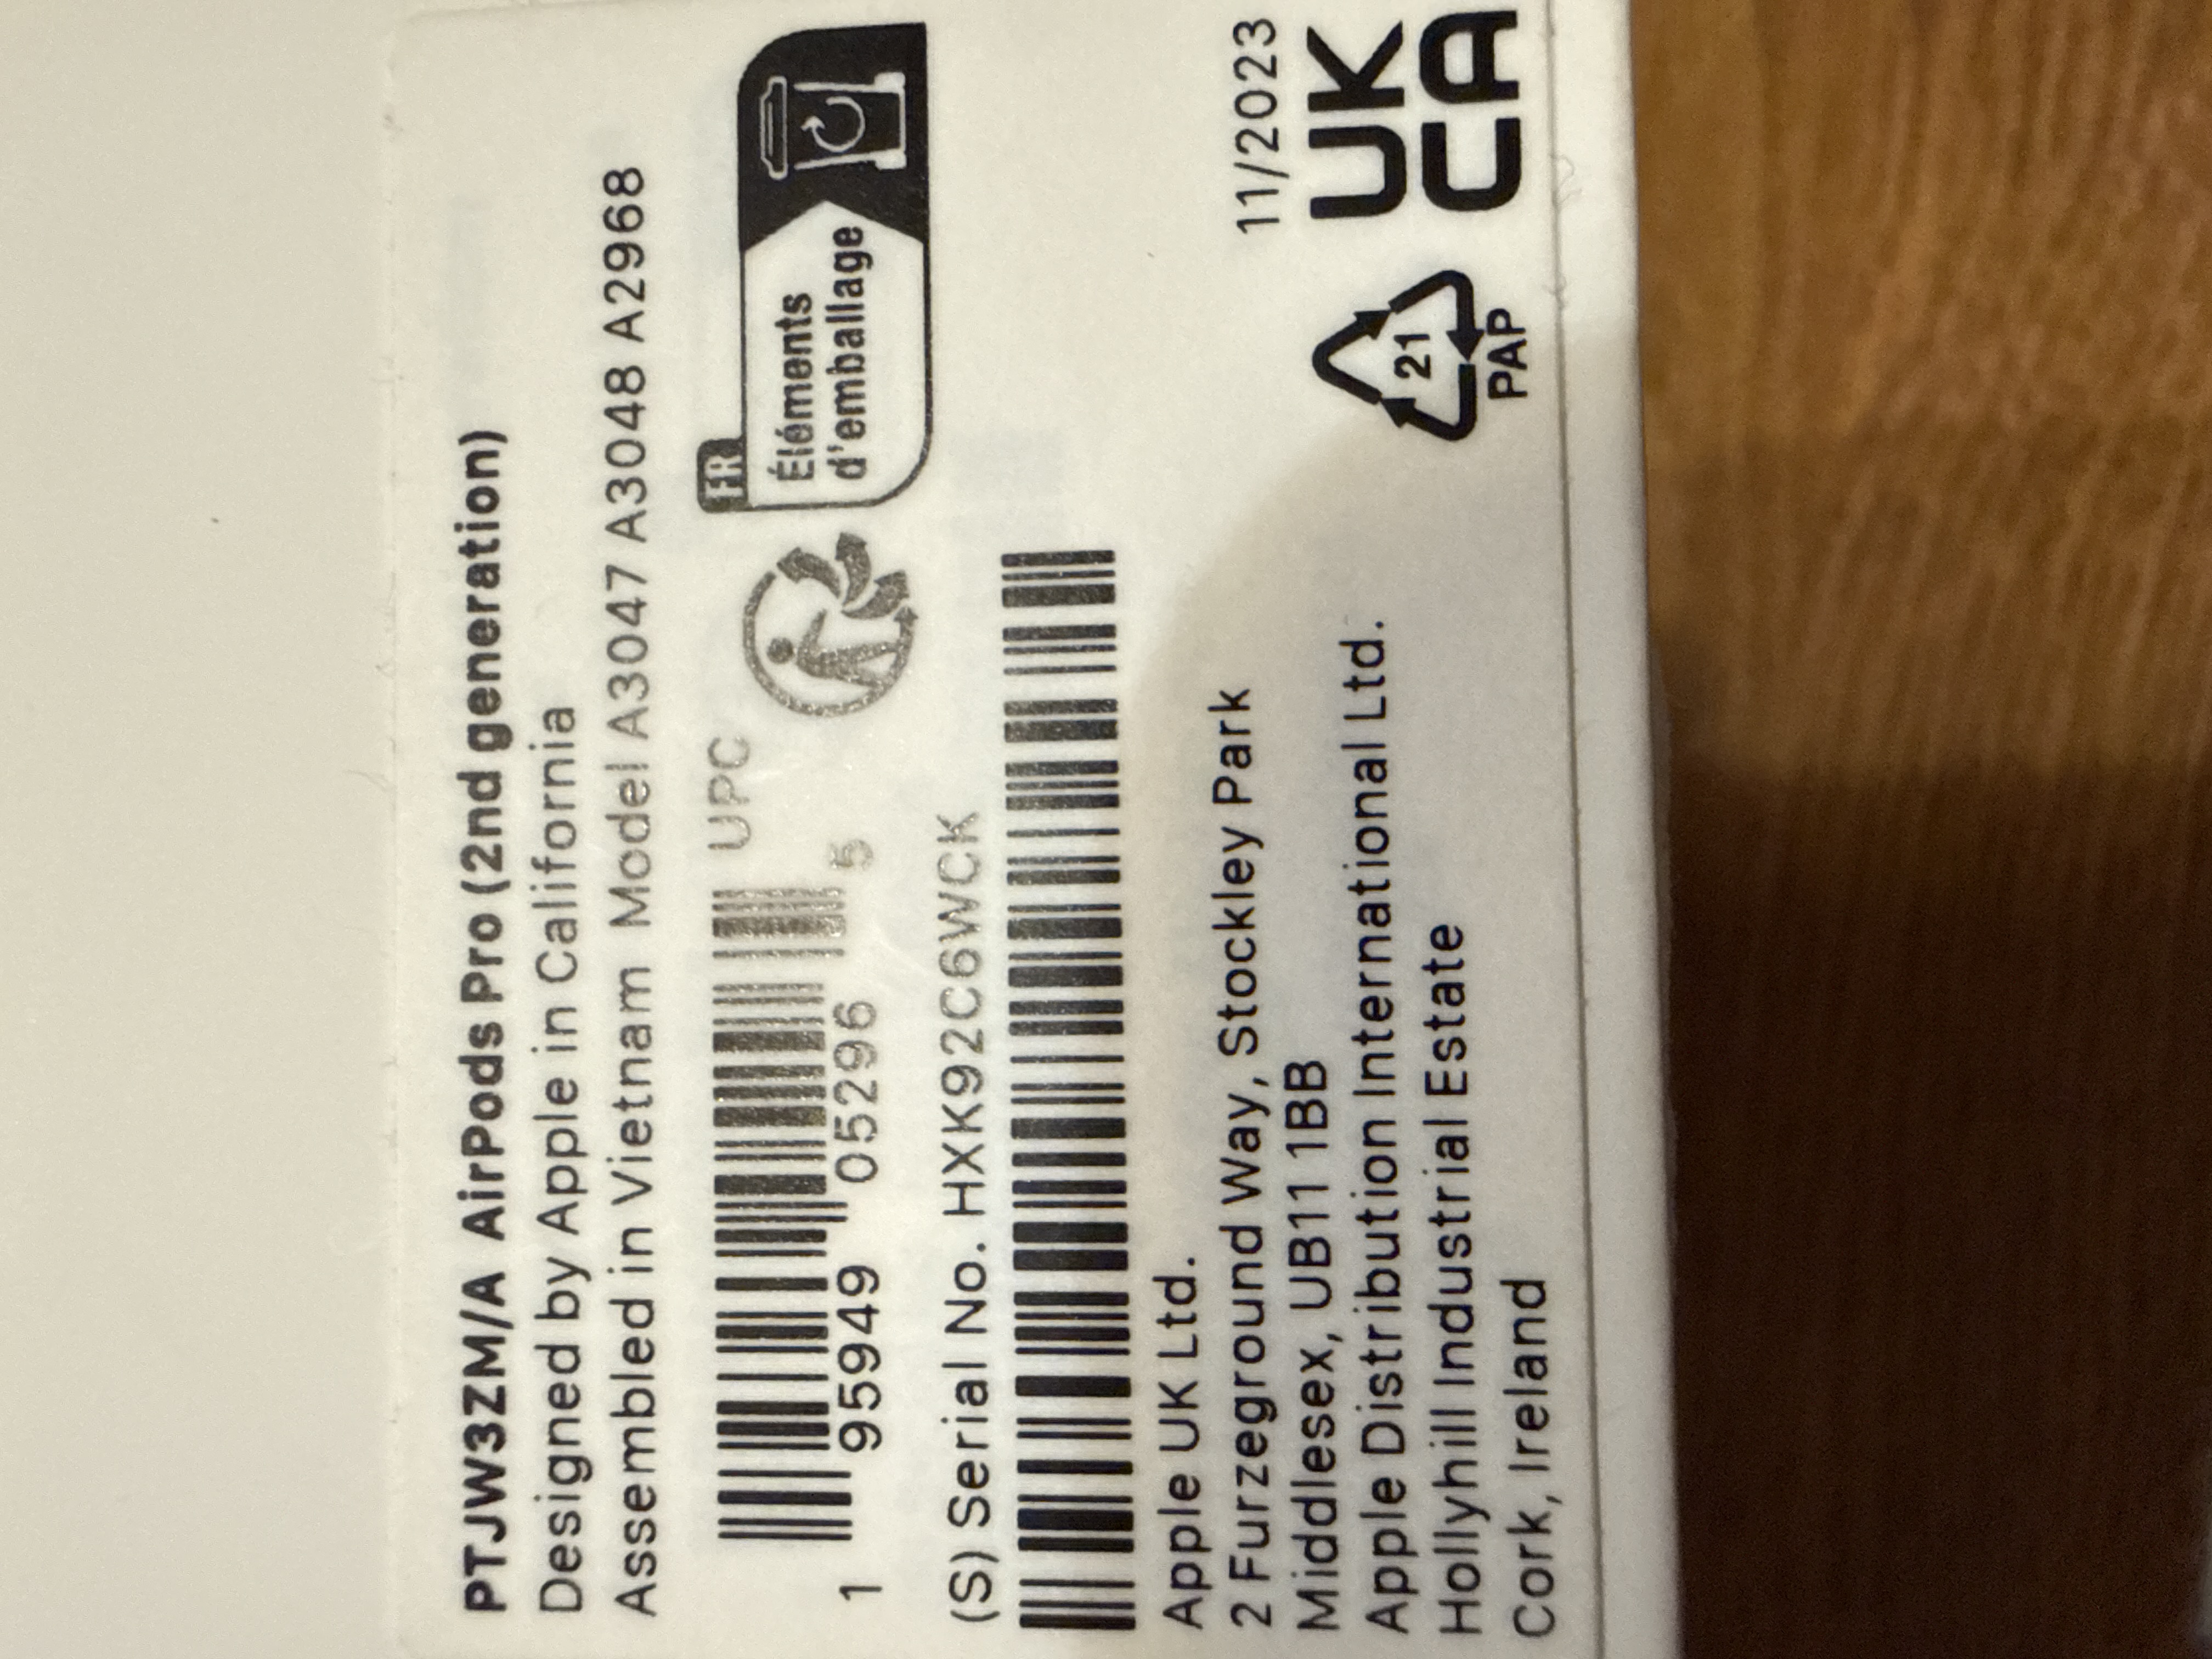 PTJW3ZM/A AirPods Pro (2nd generation)
Designed by Apple in California
Assembled in Vietnam Model A3047 A3048 A2968
UPC
1 95949 05296 5
FR
Éléments
d'emballage
(S) Serial No. HXK92C6WCK
Apple UK Ltd.
2 Furzeground Way, Stockley Park
Middlesex, UB11 1BB
Apple Distribution International Ltd.
Hollyhill Industrial Estate
Cork, Ireland
21
PAP
11/2023
UK
CA